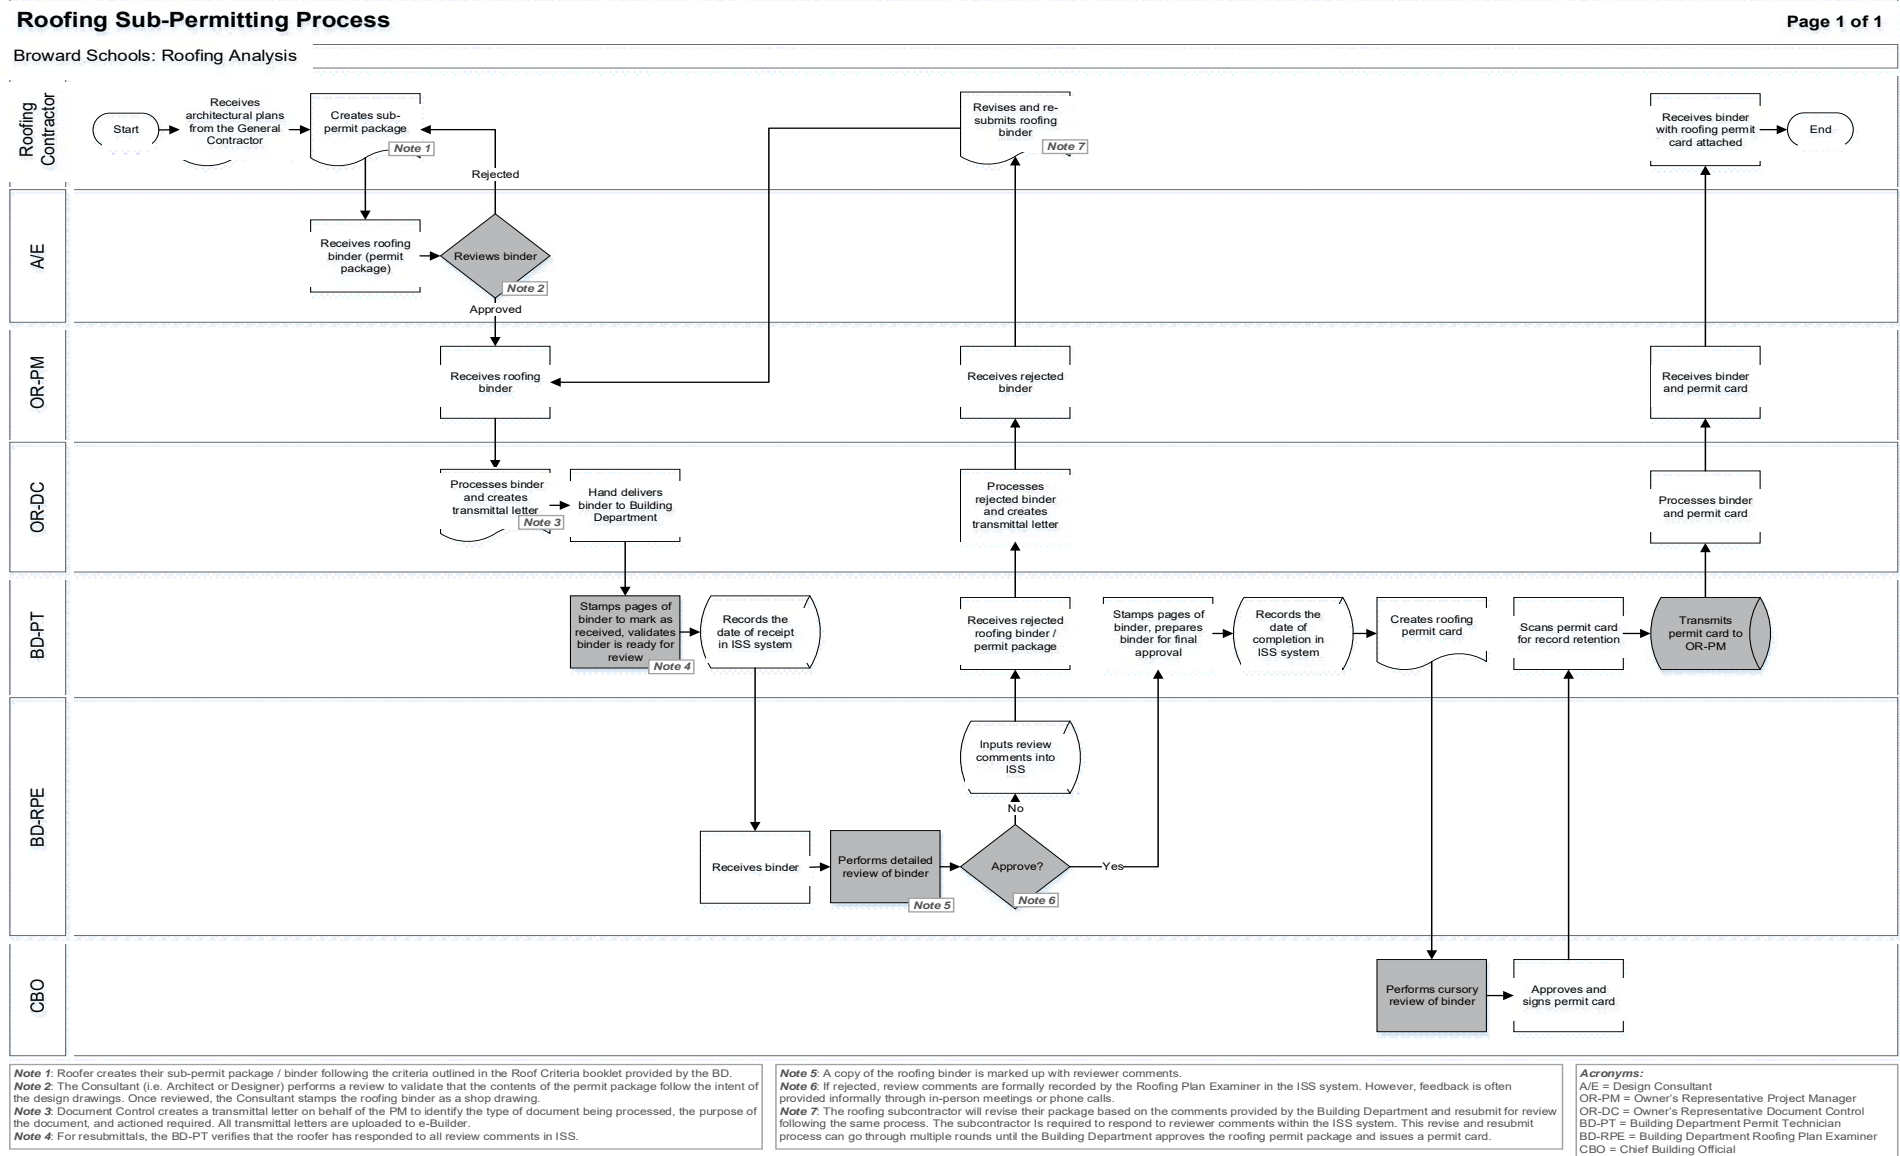 Roofing Sub-Permitting Process
Page 1 of 1
Broward Schools: Roofing Analysis
Roofing
Contractor
Start
Receives
architectural plans
from the General
Contractor
Creates sub-
permit package
Note 1
Rejected
Revises and re-
submits roofing
binder
Note 7
Receives binder
with roofing permit
card attached
End
A/E
Receives roofing
binder (permit
package)
Reviews binder
Note 2
Approved
OR-PM
Receives roofing
binder
Receives rejected
binder
Receives binder
and permit card
OR-DC
Processes binder
and creates
transmittal letter
Note 3
Hand delivers
binder to Building
Department
Processes
rejected binder
and creates
transmittal letter
Processes binder
and permit card
BD-PT
Stamps pages of
binder to mark as
received, validates
binder is ready for
review
Note 4
Records the
date of receipt
in ISS system
Receives rejected
roofing binder /
permit package
Stamps pages of
binder, prepares
binder for final
approval
Records the
date of
completion in
ISS system
Creates roofing
permit card
Scans permit card
for record retention
Transmits
permit card to
OR-PM
BD-RPE
Inputs review
comments into
ISS
No
Receives binder
Performs detailed
review of binder
Note 5
Approve?
Note 6
Yes
CBO
Performs cursory
review of binder
Approves and
signs permit card
Note 1: Roofer creates their sub-permit package / binder following the criteria outlined in the Roof Criteria booklet provided by the BD.
Note 2: The Consultant (i.e. Architect or Designer) performs a review to validate that the contents of the permit package follow the intent of
the design drawings. Once reviewed, the Consultant stamps the roofing binder as a shop drawing.
Note 3: Document Control creates a transmittal letter on behalf of the PM to identify the type of document being processed, the purpose of
the document, and actioned required. All transmittal letters are uploaded to e-Builder.
Note 4: For resubmittals, the BD-PT verifies that the roofer has responded to all review comments in ISS.
Note 5: A copy of the roofing binder is marked up with reviewer comments.
Note 6: If rejected, review comments are formally recorded by the Roofing Plan Examiner in the ISS system. However, feedback is often
provided informally through in-person meetings or phone calls.
Note 7: The roofing subcontractor will revise their package based on the comments provided by the Building Department and resubmit for review
following the same process. The subcontractor is required to respond to reviewer comments within the ISS system. This revise and resubmit
process can go through multiple rounds until the Building Department approves the roofing permit package and issues a permit card.
Acronyms:
A/E = Design Consultant
OR-PM = Owner's Representative Project Manager
OR-DC = Owner's Representative Document Control
BD-PT = Building Department Permit Technician
BD-RPE = Building Department Roofing Plan Examiner
CBO = Chief Building Official